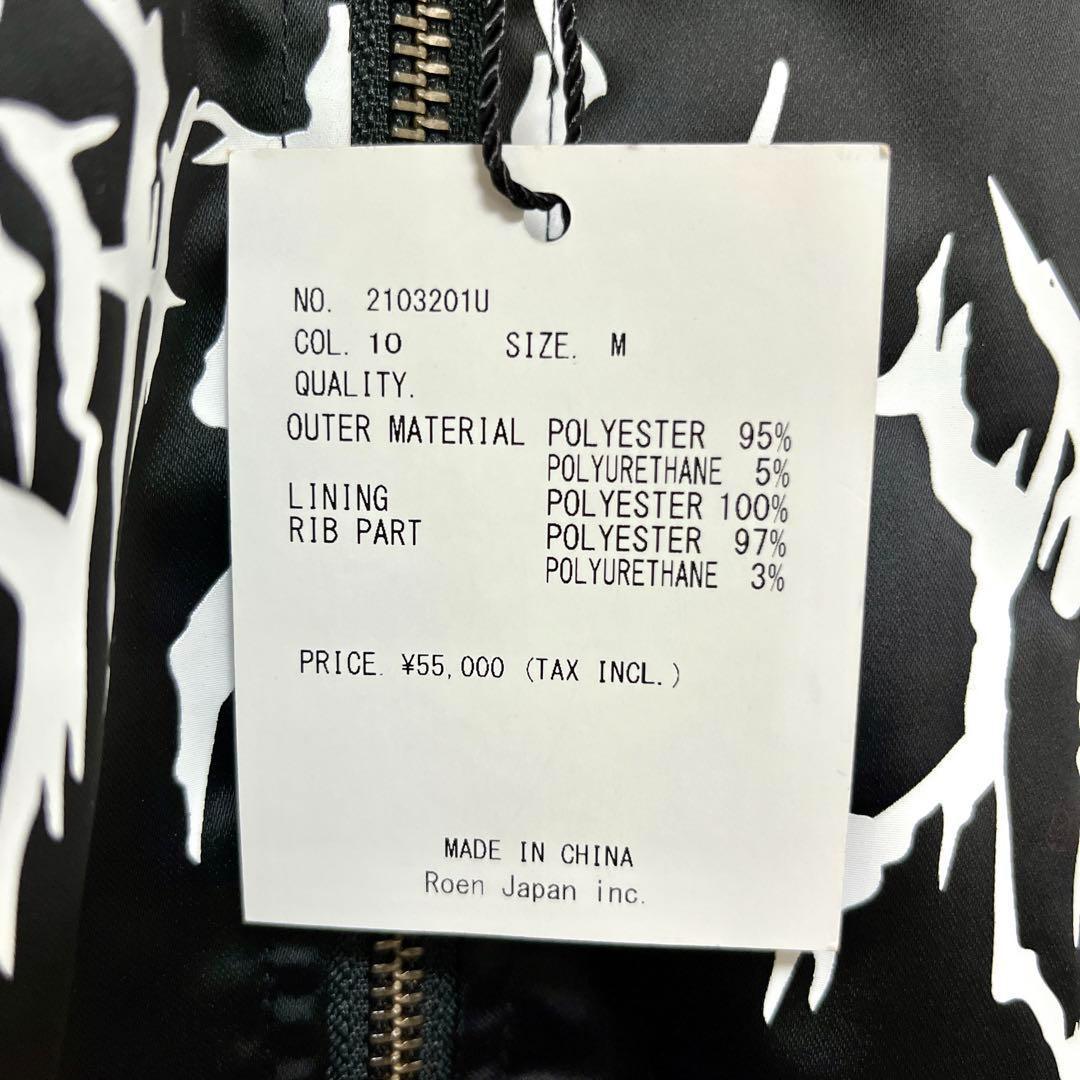 NO. 2103201U
COL. 10 SIZE. M
QUALITY.
OUTER MATERIAL POLYESTER 95%
POLYURETHANE 5%
LINING POLYESTER 100%
RIB PART POLYESTER 97%
POLYURETHANE 3%
PRICE. ¥55,000 (TAX INCL.)
MADE IN CHINA
Roen Japan inc.